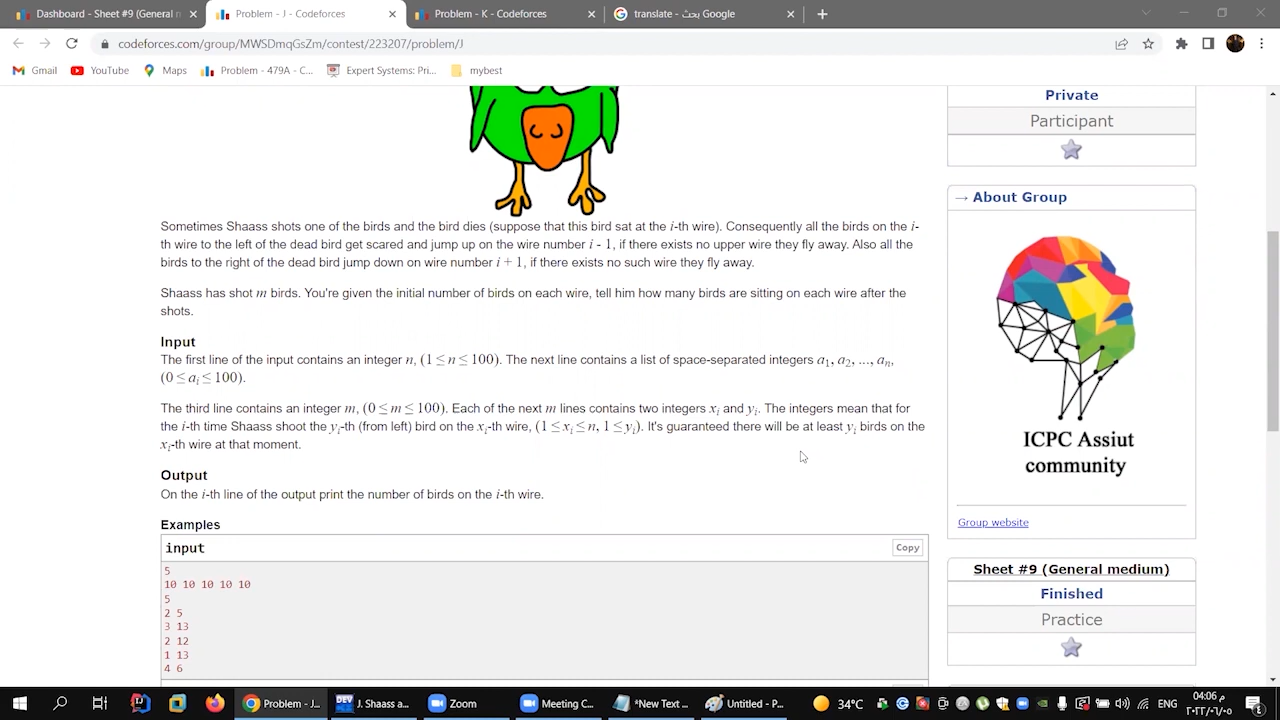 Dashboard - Sheet #9 (General m
Problem - J - Codeforces
Problem - K - Codeforces
translate - بحث Google
codeforces.com/group/MWSDmqGsZm/contest/223207/problem/J
Gmail
YouTube
Maps
Problem - 479A - C...
Expert Systems: Pri...
mybest
Private
Participant
→ About Group
Sometimes Shaass shots one of the birds and the bird dies (suppose that this bird sat at the i-th wire). Consequently all the birds on the i-
th wire to the left of the dead bird get scared and jump up on the wire number i - 1, if there exists no upper wire they fly away. Also all the
birds to the right of the dead bird jump down on wire number i + 1, if there exists no such wire they fly away.
Shaass has shot m birds. You're given the initial number of birds on each wire, tell him how many birds are sitting on each wire after the
shots.
Input
The first line of the input contains an integer n, (1 ≤ n ≤ 100). The next line contains a list of space-separated integers a1, a2, ..., an,
(0 ≤ ai ≤ 100).
The third line contains an integer m, (0 ≤ m ≤ 100). Each of the next m lines contains two integers xi and yi. The integers mean that for
the i-th time Shaass shoot the yi-th (from left) bird on the xi-th wire, (1 ≤ xi ≤ n, 1 ≤ yi). It's guaranteed there will be at least yi birds on the
xi-th wire at that moment.
Output
On the i-th line of the output print the number of birds on the i-th wire.
Examples
input
Copy
5
10 10 10 10 10
5
2 5
3 13
2 12
1 13
4 6
ICPC Assiut
community
Group website
Sheet #9 (General medium)
Finished
Practice
Problem - J...
DEV
J. Shaass a...
Zoom
Meeting C...
*New Text ...
Untitled - P...
34°C
04:06 م